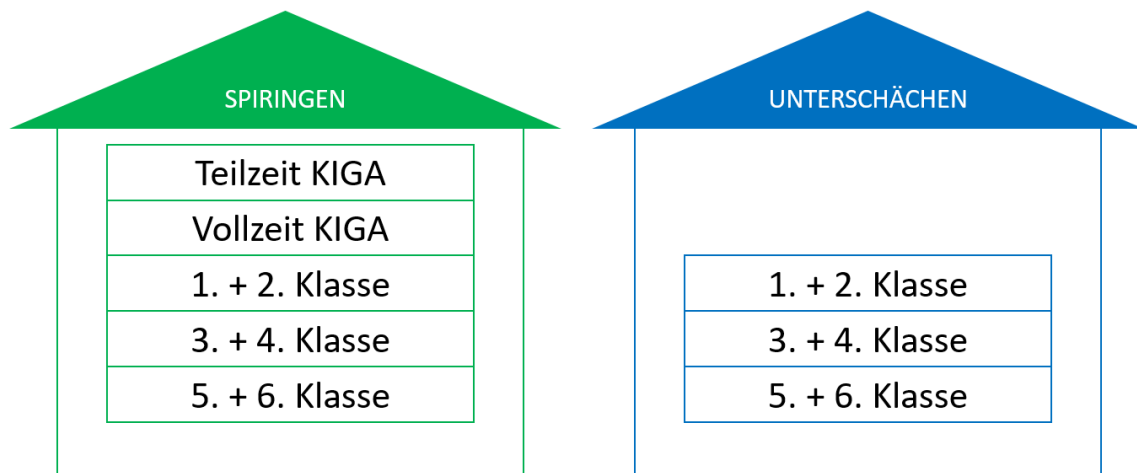 SPIRINGEN
Teilzeit KIGA
Vollzeit KIGA
1. + 2. Klasse
3. + 4. Klasse
5. + 6. Klasse
UNTERSCHÄCHEN
1. + 2. Klasse
3. + 4. Klasse
5. + 6. Klasse